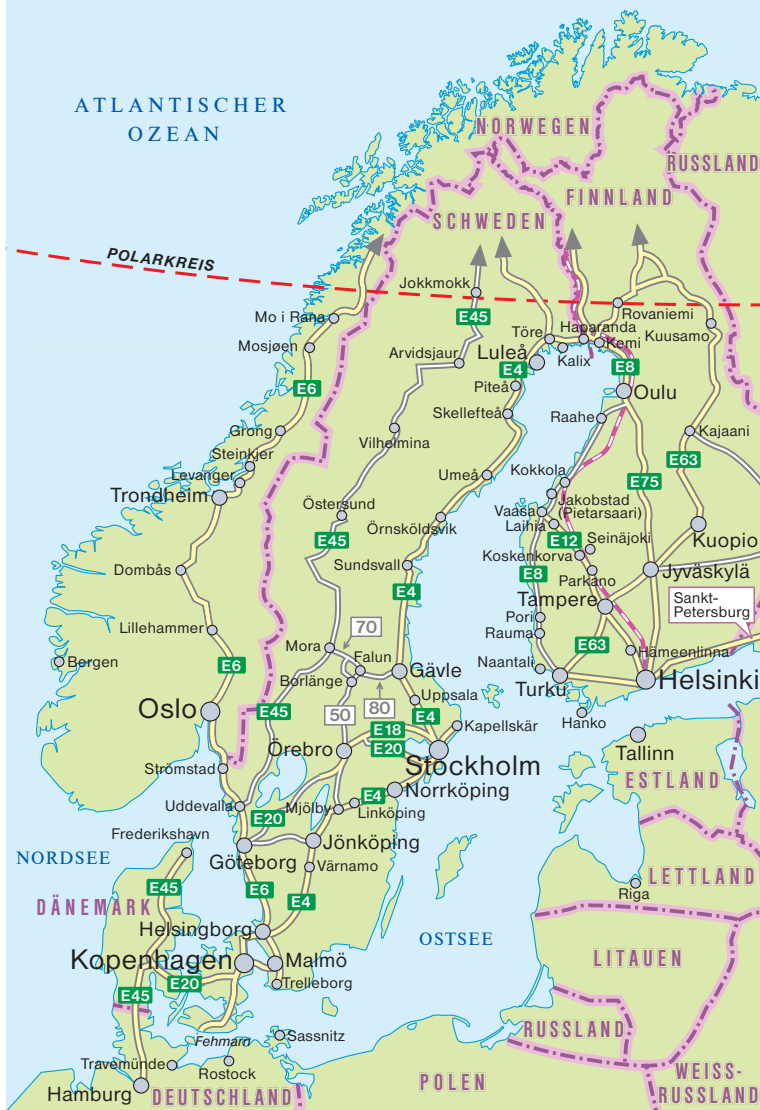 ATLANTISCHER
OZEAN
NORWEGEN
RUSSLAND
FINNLAND
SCHWEDEN
POLARKREIS
Jokkmokk
Rovaniemi
Mo i Rana
E45
Töre
Haparanda
Kuusamo
Mosjøen
Arvidsjaur
Luleå
Kemi
Kalix
E4
E8
Piteå
E6
Oulu
Skellefteå
Raahe
Grong
Vilhelmina
Kajaani
Steinkjer
E63
Levanger
Umeå
Kokkola
E75
Trondheim
Östersund
Jakobstad
(Pietarsaari)
Vaasa
Örnsköldsvik
Laihia
Kuopio
E45
E12
Seinäjoki
Koskenkorva
Sundsvall
Dombås
E8
Parkano
Jyväskylä
E4
Tampere
Sankt-
Petersburg
Pori
Lillehammer
70
Rauma
Mora
E63
Hämeenlinna
Bergen
E6
Falun
Naantali
Gävle
Borlänge
Turku
Helsinki
Uppsala
80
Oslo
E45
50
E4
Kapellskär
Hanko
E18
E20
Örebro
Tallinn
Stockholm
Strömstad
ESTLAND
Norrköping
E4
Uddevalla
Mjölby
Linköping
E20
Frederikshavn
Jönköping
NORDSEE
Göteborg
Värnamo
LETTLAND
E45
E6
Riga
DÄNEMARK
E4
Helsingborg
OSTSEE
Kopenhagen
Malmö
LITAUEN
E20
Trelleborg
E45
RUSSLAND
Fehmarn
Sassnitz
Travemünde
Rostock
WEISS-
RUSSLAND
POLEN
Hamburg
DEUTSCHLAND